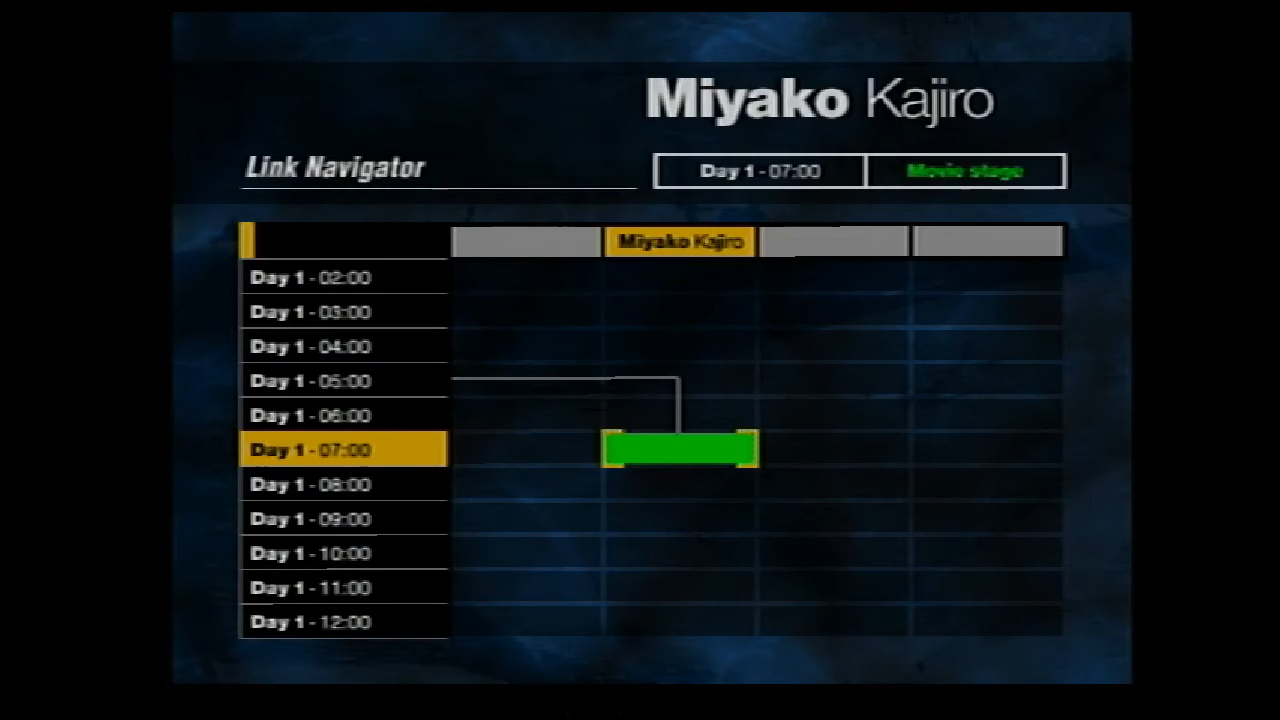 Miyako Kajiro
Link Navigator
Day 1 - 07:00
Movie stage
Miyako Kajiro
Day 1 - 02:00
Day 1 - 03:00
Day 1 - 04:00
Day 1 - 05:00
Day 1 - 06:00
Day 1 - 07:00
Day 1 - 08:00
Day 1 - 09:00
Day 1 - 10:00
Day 1 - 11:00
Day 1 - 12:00